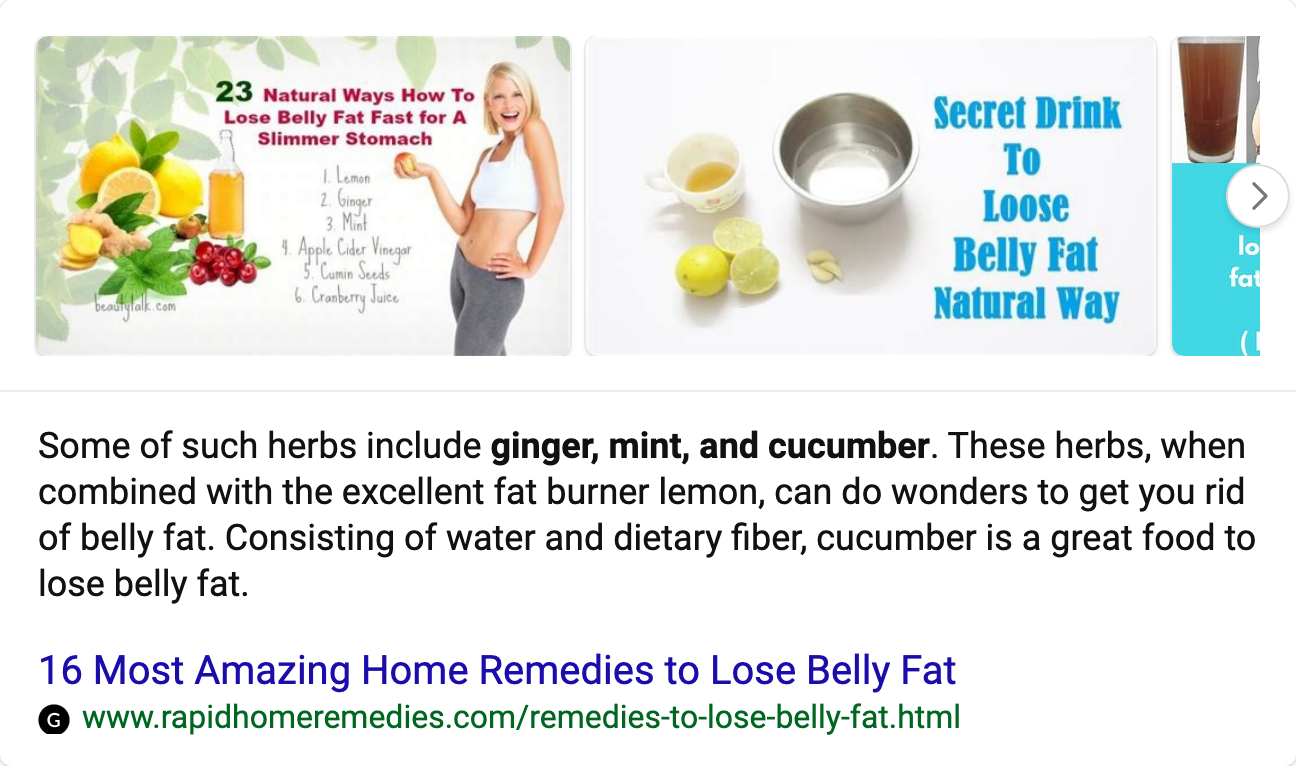 23 Natural Ways How To
Lose Belly Fat Fast for A
Slimmer Stomach
1. Lemon
2. Ginger
3. Mint
4. Apple Cider Vinegar
5. Cumin Seeds
6. Cranberry Juice
beautytalk.com
Secret Drink
To
Loose
Belly Fat
Natural Way
lo
fat
(
Some of such herbs include ginger, mint, and cucumber. These herbs, when
combined with the excellent fat burner lemon, can do wonders to get you rid
of belly fat. Consisting of water and dietary fiber, cucumber is a great food to
lose belly fat.
16 Most Amazing Home Remedies to Lose Belly Fat
G www.rapidhomeremedies.com/remedies-to-lose-belly-fat.html